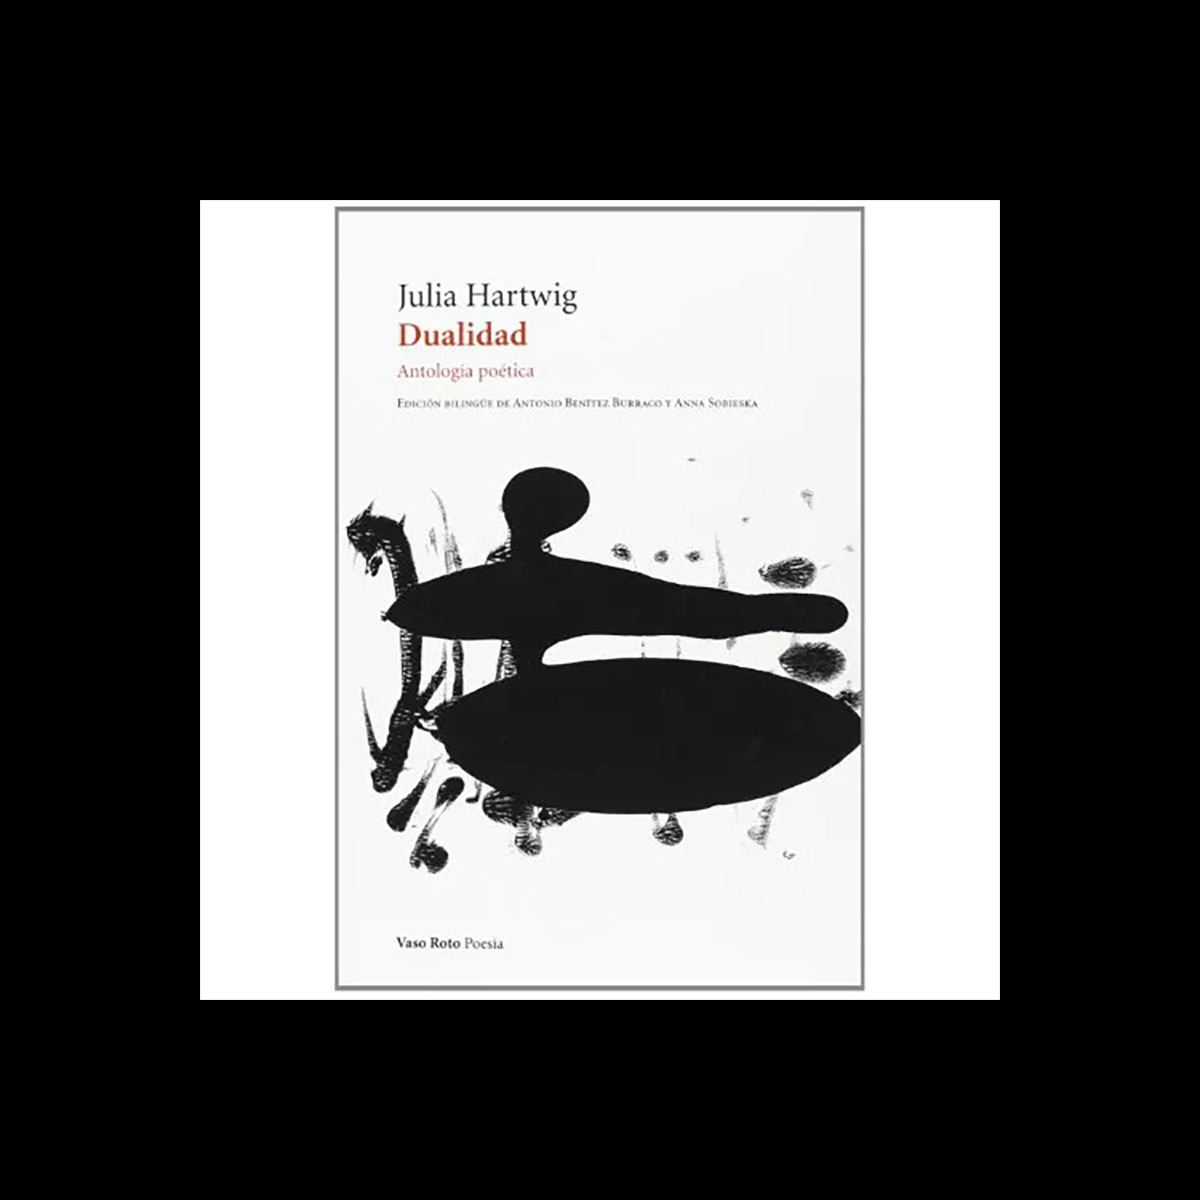 Julia Hartwig
Dualidad
Antología poética
Edición bilingüe de Antonio Benítez Burraco y Anna Sobieska
Vaso Roto Poesía